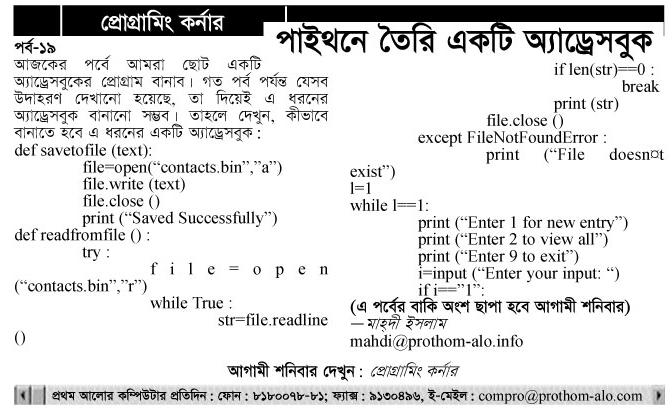 প্রোগ্রামিং কর্নার
পাইথনে তৈরি একটি অ্যাড্রেসবুক
পর্ব-১৯
আজকের পর্বে আমরা ছোট একটি
অ্যাড্রেসবুকের প্রোগ্রাম বানাব। গত পর্ব পর্যন্ত যেসব
উদাহরণ দেখানো হয়েছে, তা দিয়েই এ ধরনের
অ্যাড্রেসবুক বানানো সম্ভব। তাহলে দেখুন, কীভাবে
বানাতে হবে এ ধরনের একটি অ্যাড্রেসবুক :
def savetofile (text):
file=open(“contacts.bin”,”a”)
file.write (text)
file.close ()
print (“Saved Successfully”)
def readfromfile () :
try :
f i l e = o p e n
(“contacts.bin”,”r”)
while True :
str=file.readline
()
if len(str)==0 :
break
print (str)
file.close ()
except FileNotFoundError :
print (“File doesn¤t
exist”)
l=1
while l==1:
print (“Enter 1 for new entry”)
print (“Enter 2 to view all”)
print (“Enter 9 to exit”)
i=input (“Enter your input: “)
if i==”1”:
(এ পর্বের বাকি অংশ ছাপা হবে আগামী শনিবার)
— মাহ্দী ইসলাম
mahdi@prothom-alo.info
আগামী শনিবার দেখুন : প্রোগ্রামিং কর্নার
প্রথম আলোর কম্পিউটার প্রতিদিন : ফোন : ৮১৮০০৭৮-৮১; ফ্যাক্স : ৯১৩০৪৯৬, ই-মেইল : compro@prothom-alo.com